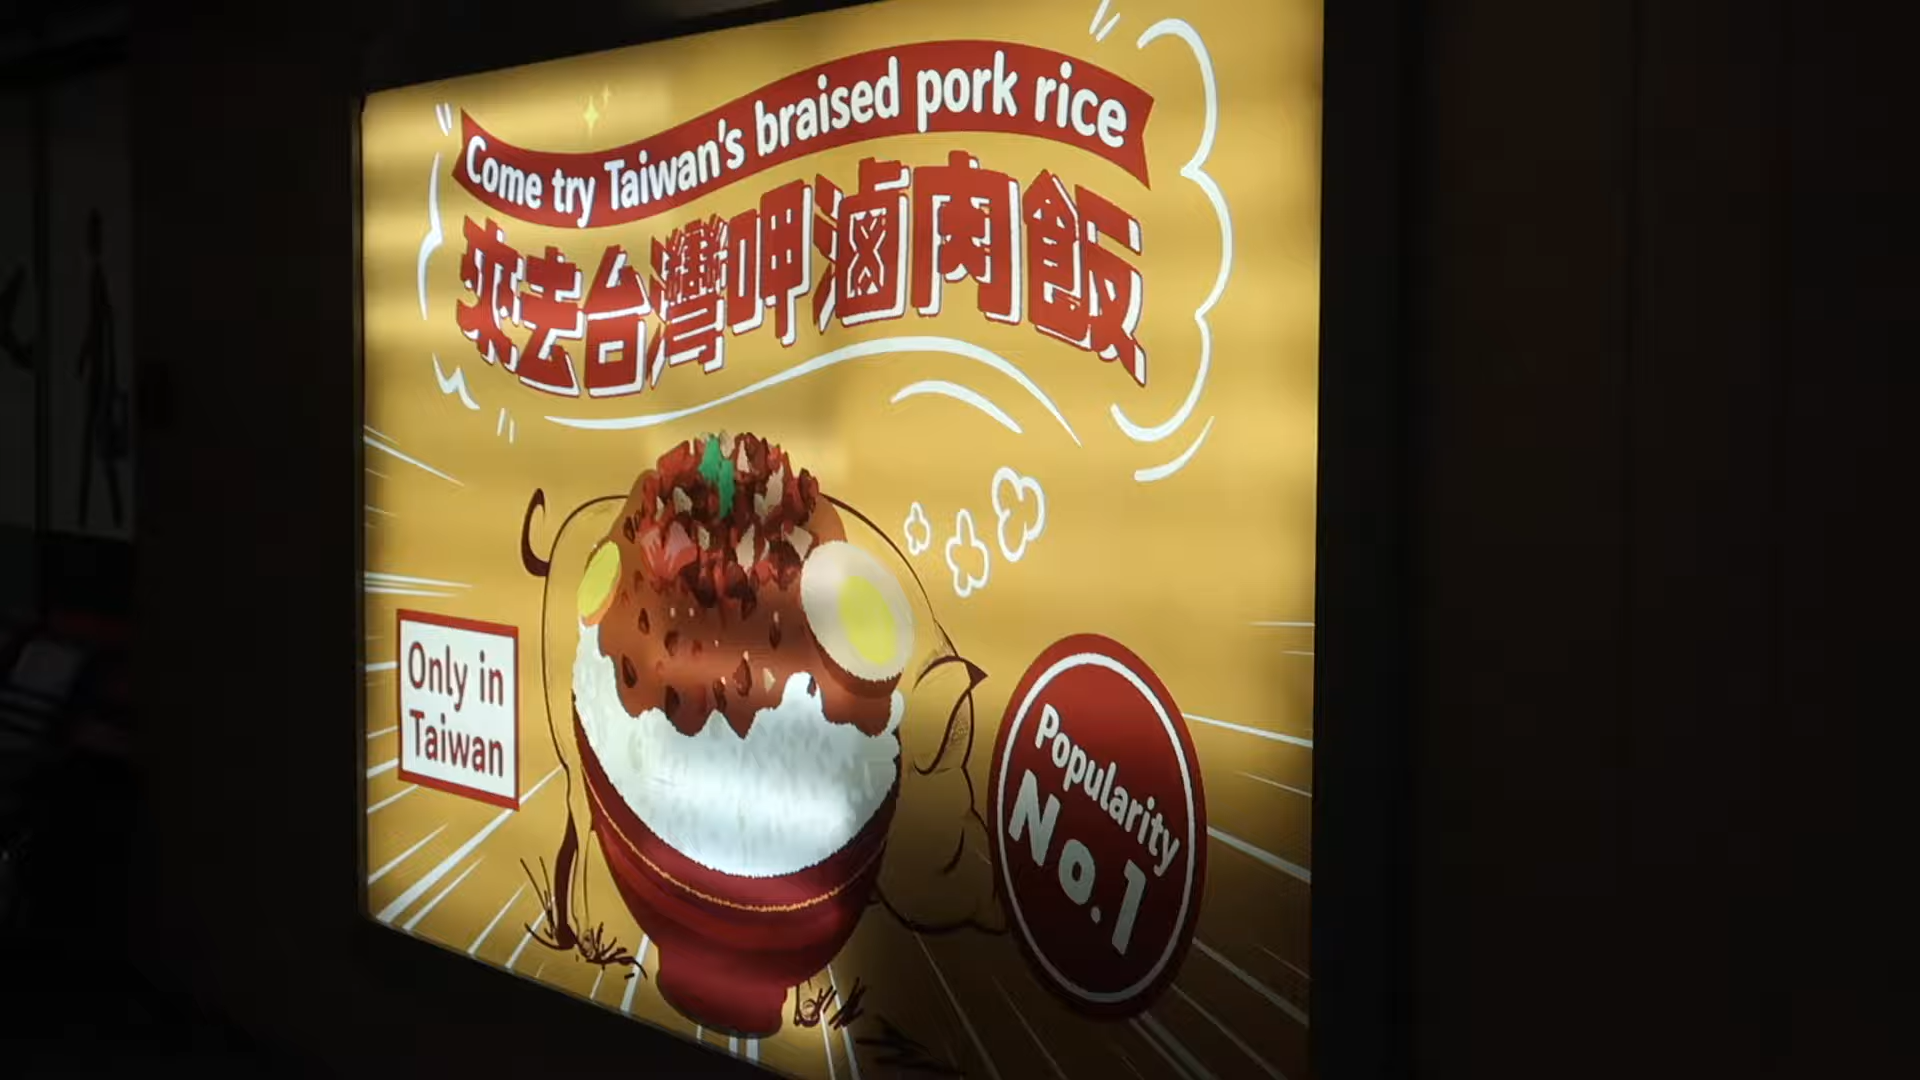 Come try Taiwan's braised pork rice
來去台灣呷滷肉飯
Only in
Taiwan
Popularity
No.1